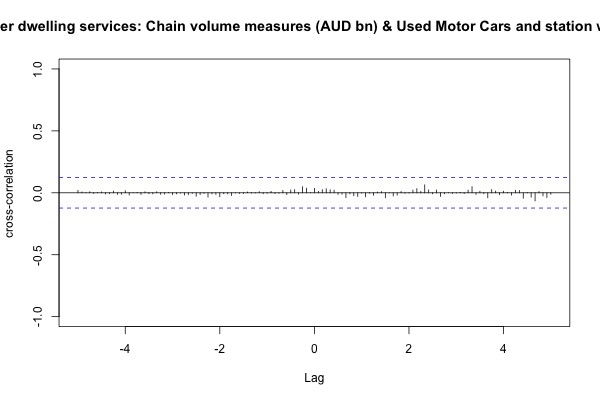 er dwelling services: Chain volume measures (AUD bn) & Used Motor Cars and station w
1.0
0.5
0.0
-0.5
-1.0
cross-correlation
-4 -2 0 2 4
Lag